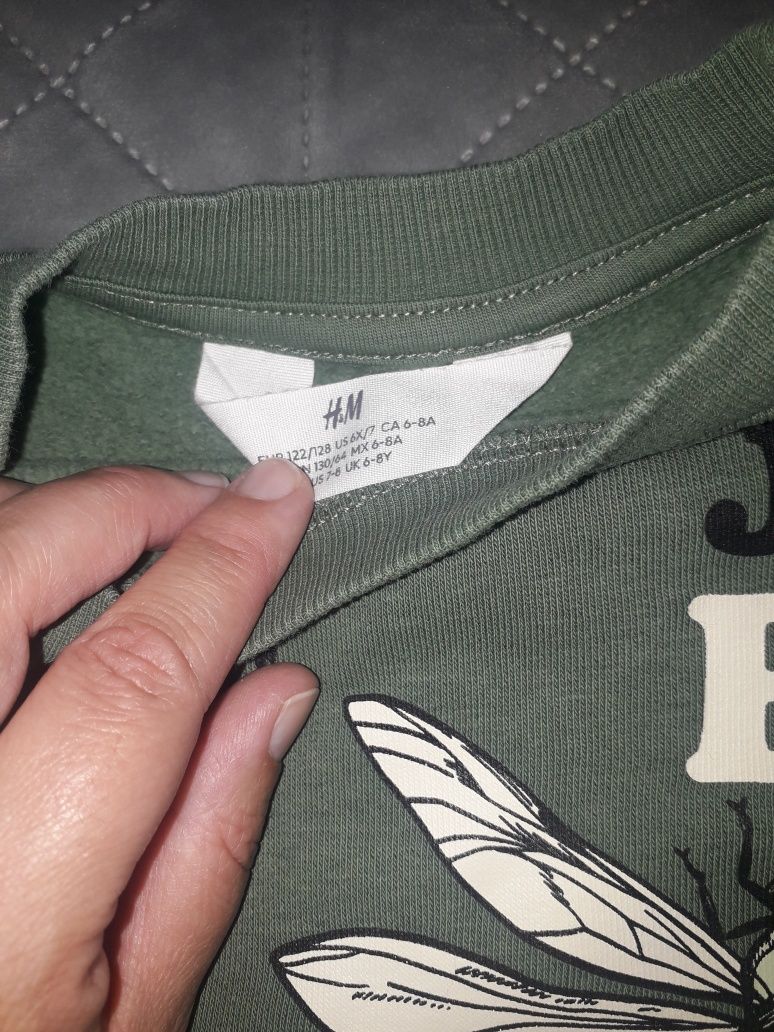 H&M
EUR 122/128 US 6X/7 CA 6-8A
130/64 MX 6-8A
US 7-8 UK 6-8Y
J
E